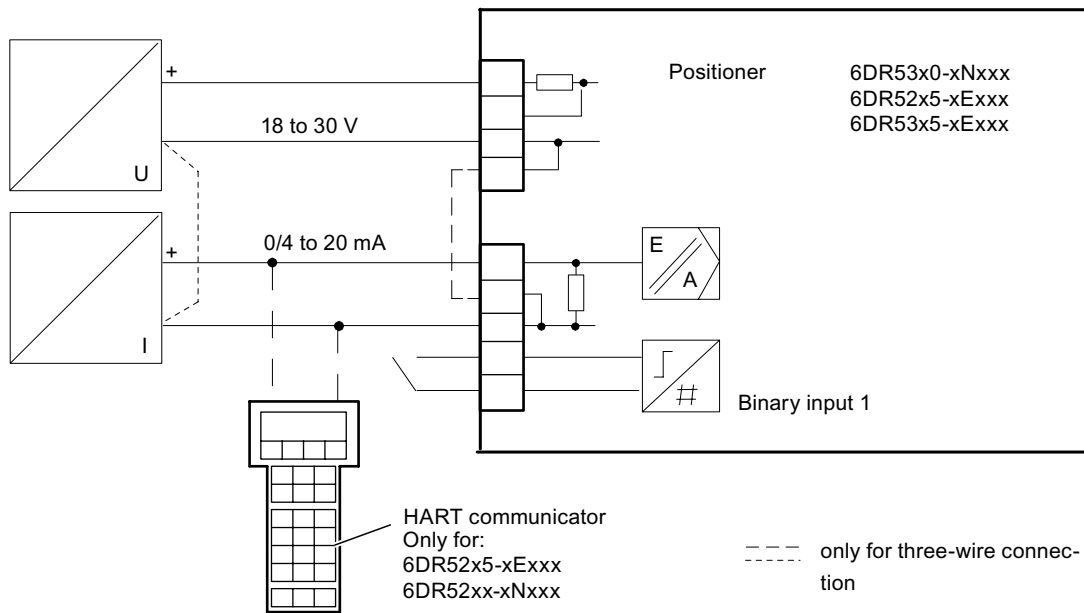 Positioner
6DR53x0-xNxxx
6DR52x5-xExxx
6DR53x5-xExxx
+
18 to 30 V
U
+
0/4 to 20 mA
I
E
A
#
Binary input 1
HART communicator
Only for:
6DR52x5-xExxx
6DR52xx-xNxxx
only for three-wire connec-
tion